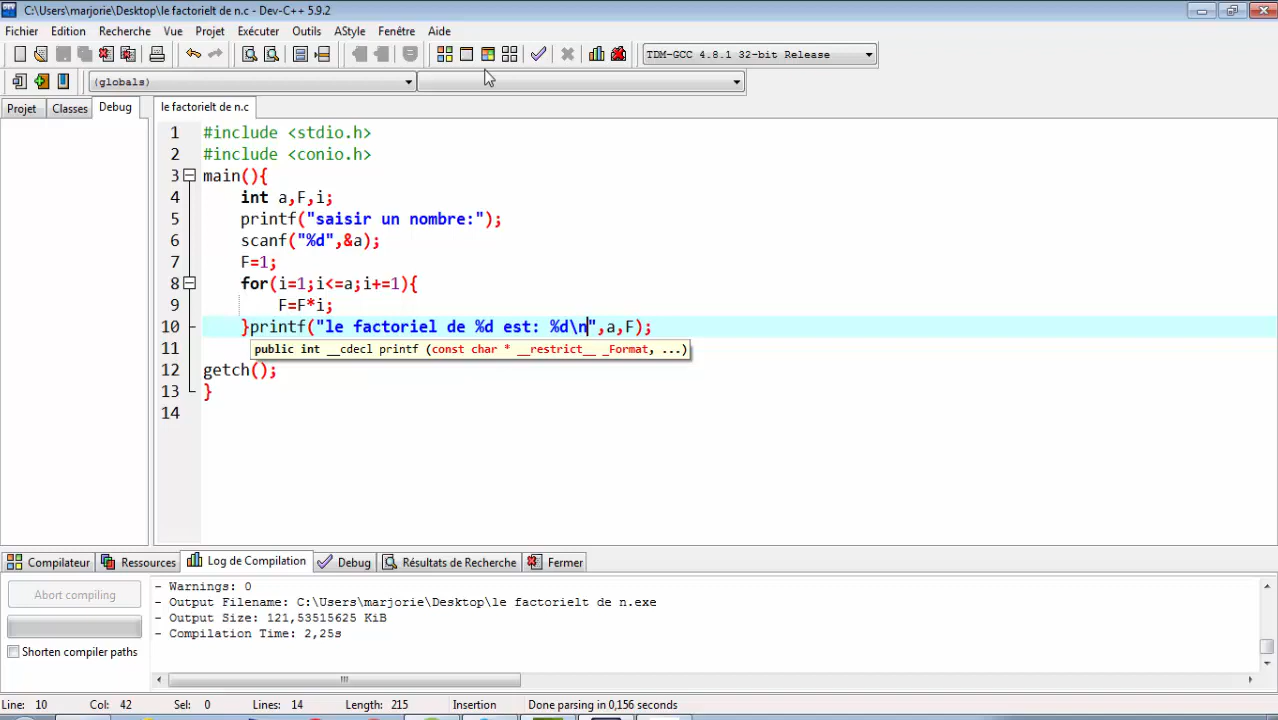 C:\Users\marjorie\Desktop\le factorielt de n.c - Dev-C++ 5.9.2
Fichier Edition Recherche Vue Projet Exécuter Outils AStyle Fenêtre Aide
TDM-GCC 4.8.1 32-bit Release
(globals)
Projet Classes Debug le factorielt de n.c
1 #include <stdio.h>
2 #include <conio.h>
3 main(){
4 int a,F,i;
5 printf("saisir un nombre:");
6 scanf("%d",&a);
7 F=1;
8 for(i=1;i<=a;i+=1){
9 F=F*i;
10 }printf("le factoriel de %d est: %d\n",a,F);
11 public int __cdecl printf (const char * __restrict__ _Format, ...)
12 getch();
13 }
14
Compilateur Ressources Log de Compilation Debug Résultats de Recherche Fermer
Abort compiling
Shorten compiler paths
- Warnings: 0
- Output Filename: C:\Users\marjorie\Desktop\le factorielt de n.exe
- Output Size: 121,53515625 KiB
- Compilation Time: 2,25s
Line: 10 Col: 42 Sel: 0 Lines: 14 Length: 215 Insertion Done parsing in 0,156 seconds